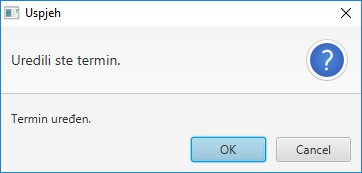 Uspjeh
Uredili ste termin.
Termin uređen.
OK
Cancel